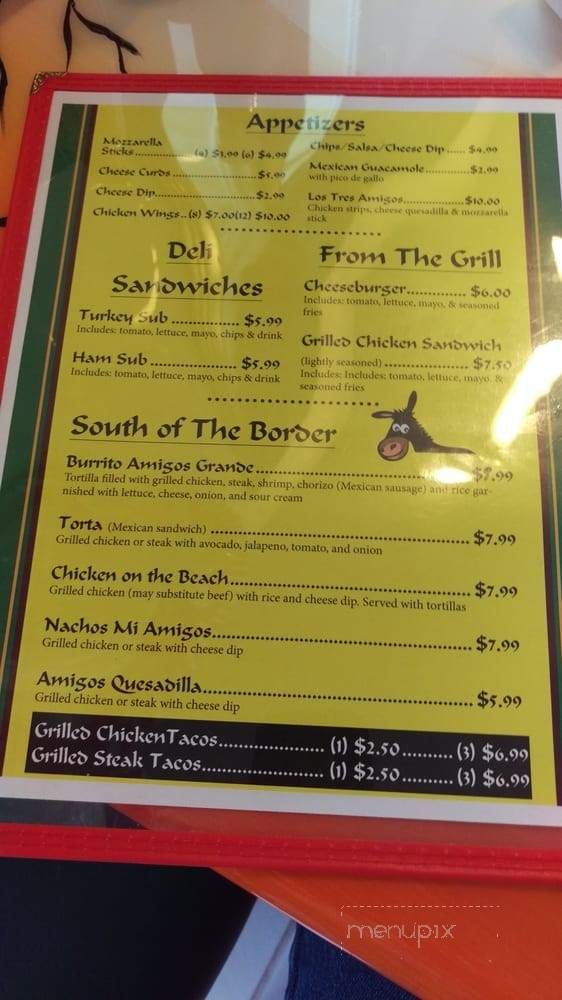 Appetizers
Mozzarella
Sticks.............. (4) $1.99 (6) $4.99
Cheese Curds ........................$5.99
Cheese Dip............................$2.99
Chicken Wings...(8) $7.00(12) $10.00
Chips/Salsa/Cheese Dip ...... $4.99
Mexican Guacamole..............$2.99
with pico de gallo
Los Tres Amigos..................$10.00
Chicken strips, cheese quesadilla & mozzarella
stick
Deli
Sandwiches
Turkey Sub ............... $5.99
Includes: tomato, lettuce, mayo, chips & drink
Ham Sub ................... $5.99
Includes: tomato, lettuce, mayo, chips & drink
From The Grill
Cheeseburger............. $6.00
Includes: tomato, lettuce, mayo, & seasoned
fries
Grilled Chicken Sandwich
(lightly seasoned) .................... $7.50
Includes: Includes: tomato, lettuce, mayo. &
seasoned fries
South of The Border
Burrito Amigos Grande............................................ $7.99
Tortilla filled with grilled chicken, steak, shrimp, chorizo (Mexican sausage) and rice gar-
nished with lettuce, cheese, onion, and sour cream
Torta (Mexican sandwich) .................................................. $7.99
Grilled chicken or steak with avocado, jalapeno, tomato, and onion
Chicken on the Beach............................................... $7.99
Grilled chicken (may substitute beef) with rice and cheese dip. Served with tortillas
Nachos Mi Amigos.................................................. $7.99
Grilled chicken or steak with cheese dip
Amigos Quesadilla.................................................... $5.99
Grilled chicken or steak with cheese dip
Grilled ChickenTacos..................... (1) $2.50.......... (3) $6.99
Grilled Steak Tacos........................ (1) $2.50.......... (3) $6.99
menupix